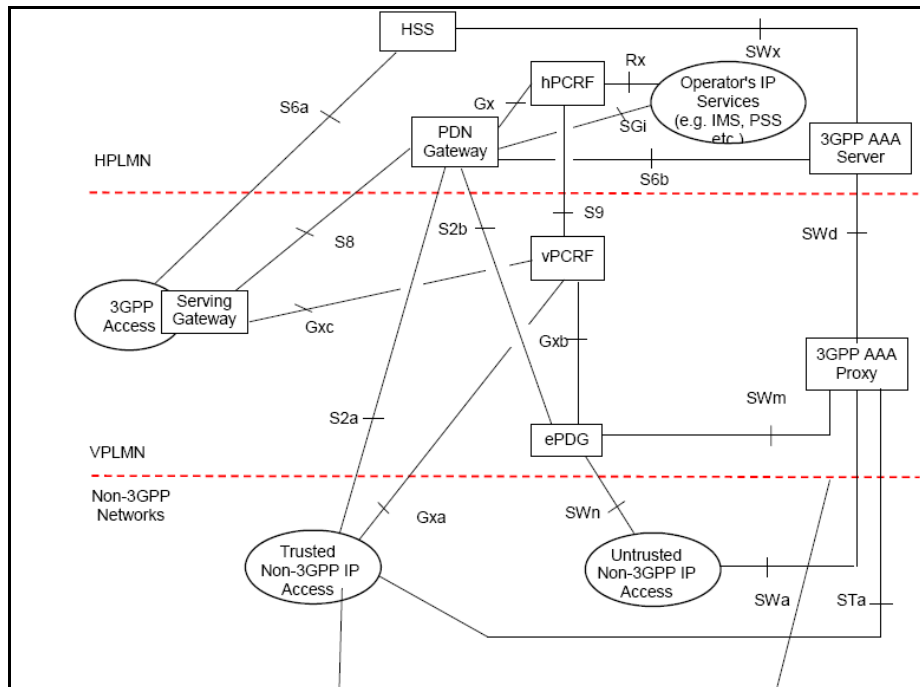 HSS
SWx
hPCRF
Rx
Operator's IP
Services
(e.g. IMS, PSS
etc.)
S6a
Gx
SGi
PDN
Gateway
3GPP AAA
Server
HPLMN
S6b
S9
S8
S2b
SWd
vPCRF
3GPP
Access
Serving
Gateway
Gxc
Gxb
3GPP AAA
Proxy
SWm
S2a
ePDG
VPLMN
Non-3GPP
Networks
Gxa
SWn
Trusted
Non-3GPP IP
Access
Untrusted
Non-3GPP IP
Access
SWa
STa